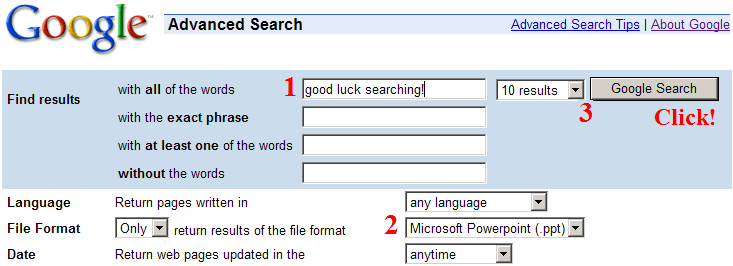 Google™ Advanced Search Advanced Search Tips | About Google
Find results with all of the words 1 good luck searching! 10 results Google Search
with the exact phrase 3 Click!
with at least one of the words
without the words
Language Return pages written in any language
File Format Only return results of the file format 2 Microsoft Powerpoint (.ppt)
Date Return web pages updated in the anytime